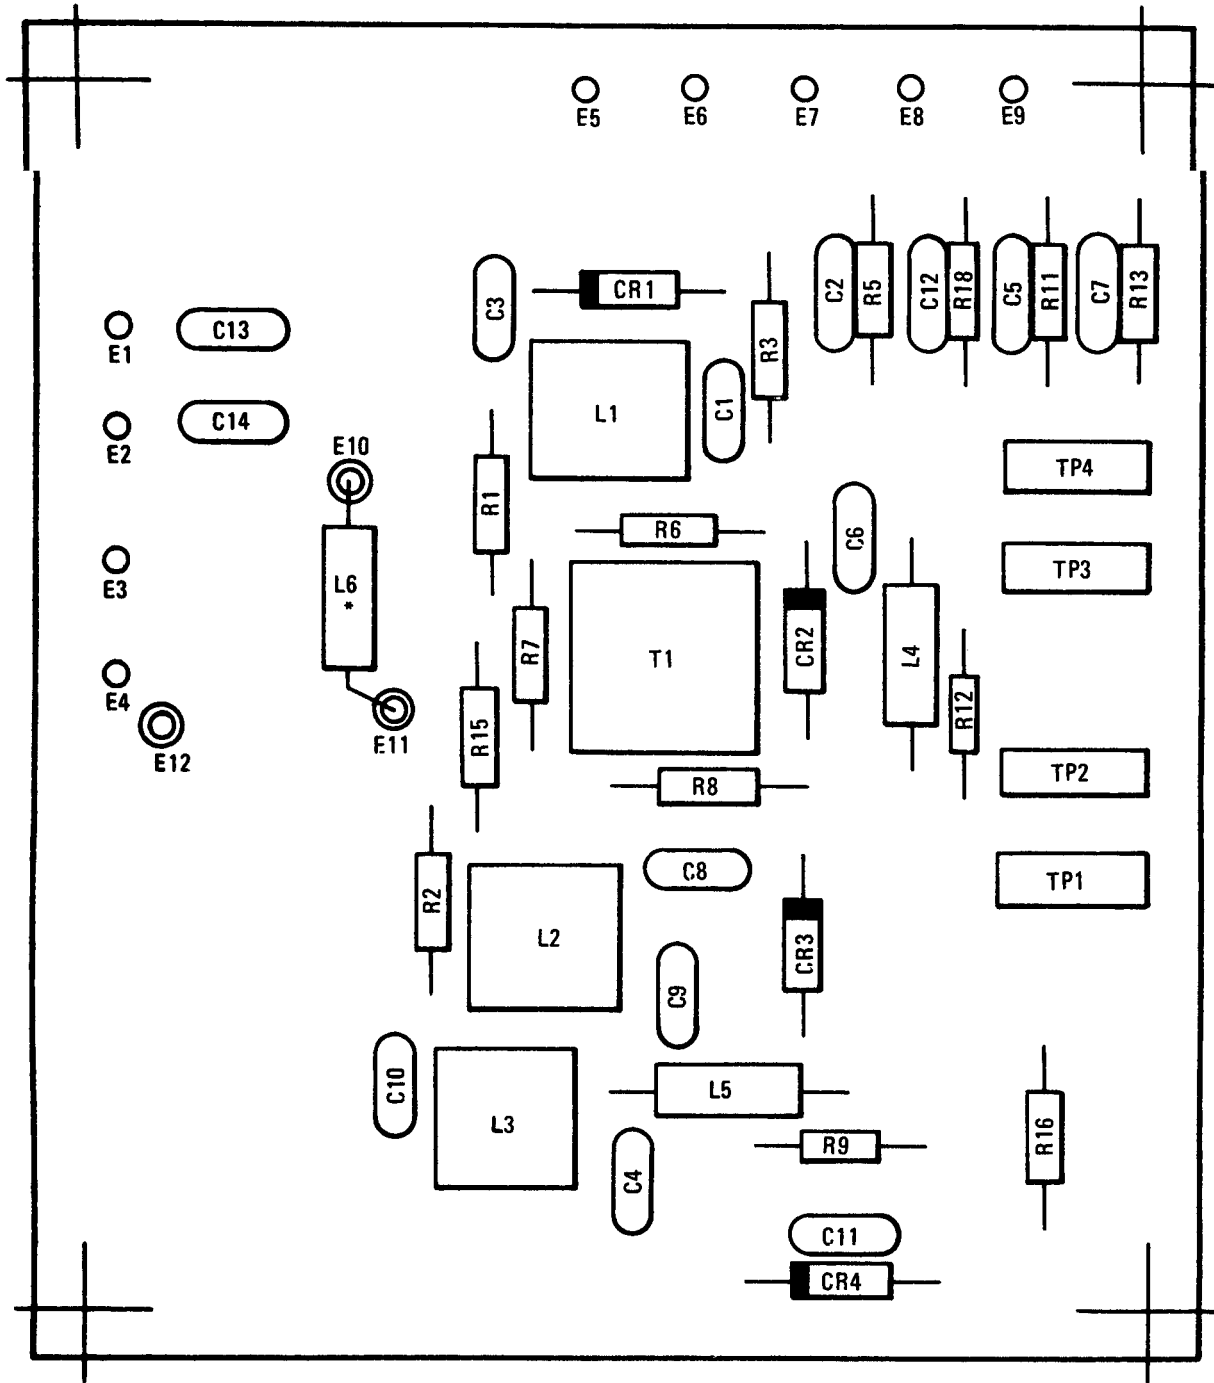 E5 E6 E7 E8 E9
C3
CR1
R3
C2
R5
C12
R18
C5
R11
C7
R13
E1
C13
L1
C1
E2
C14
E10
R1
R6
C6
TP4
TP3
E3
L6
*
R7
T1
CR2
L4
R12
E4
E12
E11
R15
R8
TP2
R2
L2
C8
CR3
TP1
C9
C10
L3
L5
C4
R9
R16
C11
CR4